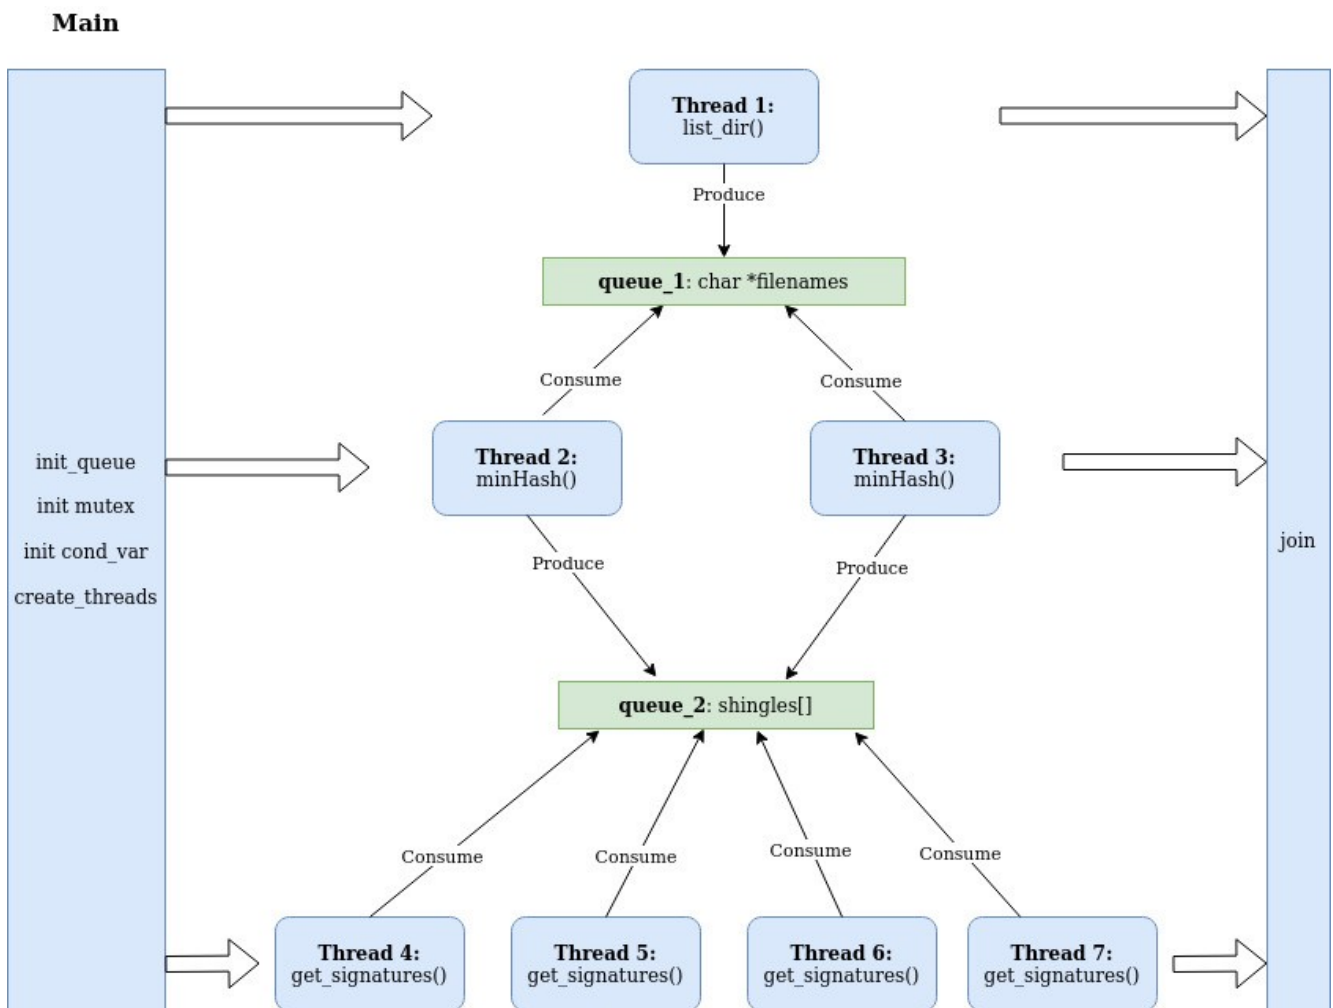 Main
Thread 1:
list_dir()
Produce
queue_1: char *filenames
Consume
Consume
Thread 2:
minHash()
Thread 3:
minHash()
init_queue
init mutex
init cond_var
create_threads
join
Produce
Produce
queue_2: shingles[]
Consume
Consume
Consume
Consume
Thread 4:
get_signatures()
Thread 5:
get_signatures()
Thread 6:
get_signatures()
Thread 7:
get_signatures()